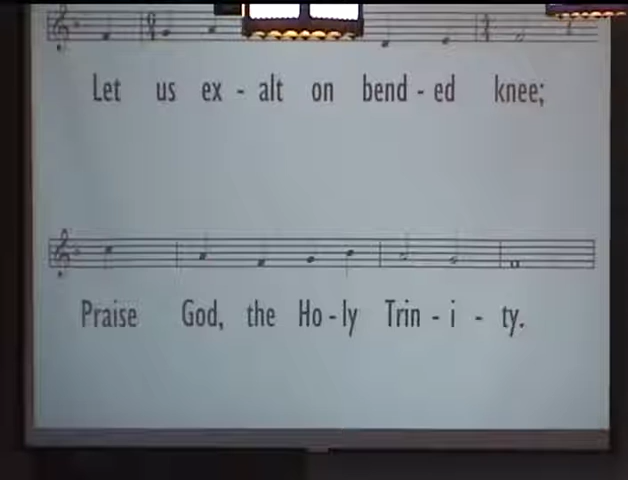 Let us ex - alt on bend - ed knee;
Praise God, the Ho - ly Trin - i - ty.